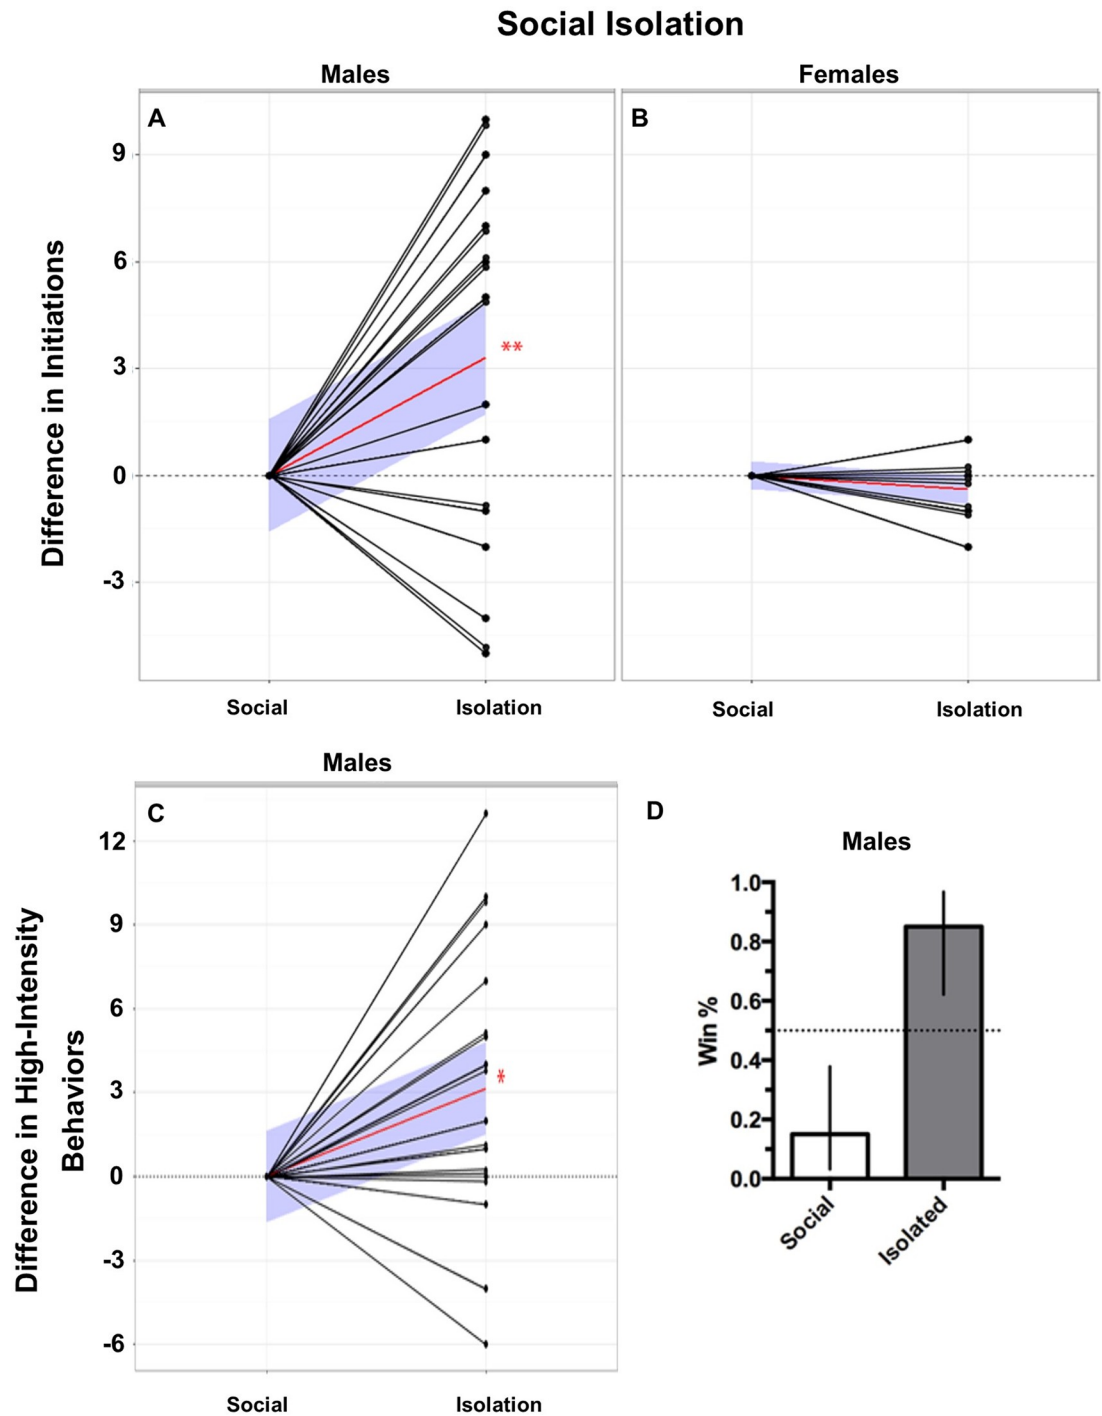 Social Isolation
Males
Females
A
B
Difference in Initiations
9
6
3
0
-3
**
Social
Isolation
Social
Isolation
Males
C
Difference in High-Intensity
Behaviors
12
9
6
3
0
-3
-6
*
Social
Isolation
D
Males
Win %
1.0
0.8
0.6
0.4
0.2
0.0
Social
Isolated